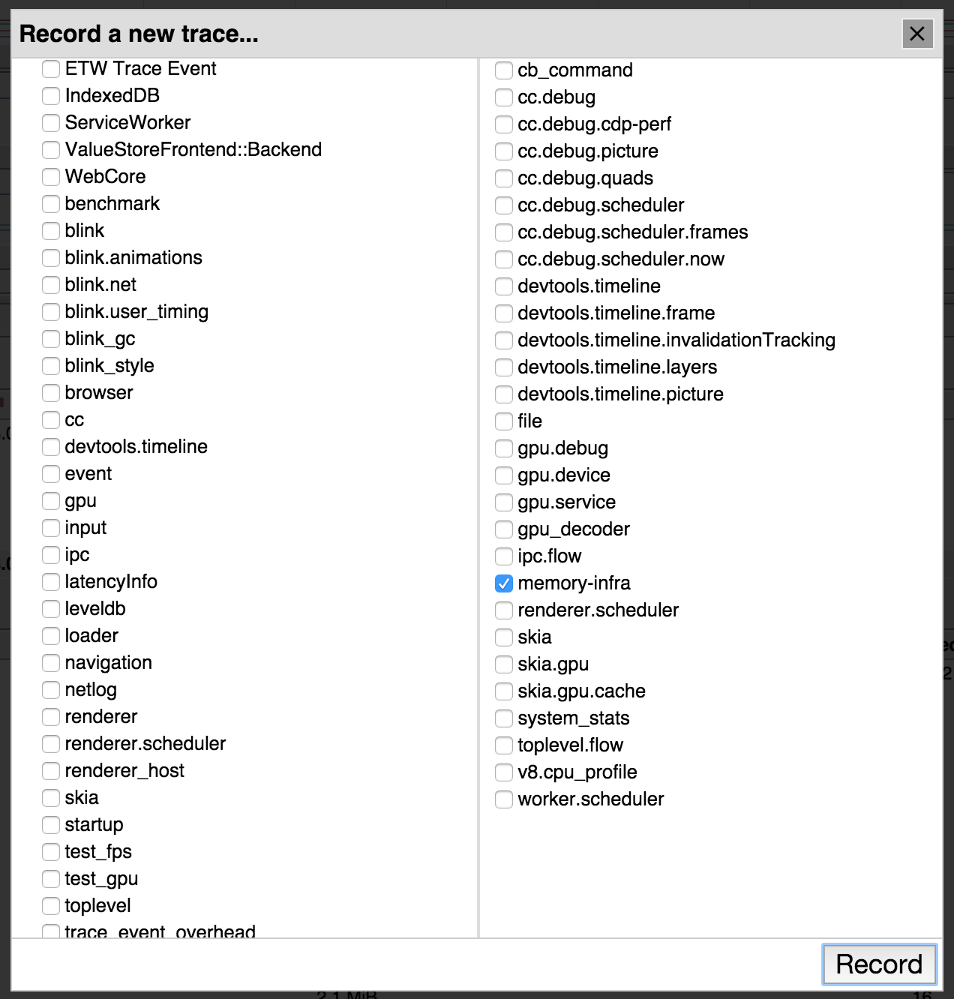 Record a new trace...
ETW Trace Event
IndexedDB
ServiceWorker
ValueStoreFrontend::Backend
WebCore
benchmark
blink
blink.animations
blink.net
blink.user_timing
blink_gc
blink_style
browser
cc
devtools.timeline
event
gpu
input
ipc
latencyInfo
leveldb
loader
navigation
netlog
renderer
renderer.scheduler
renderer_host
skia
startup
test_fps
test_gpu
toplevel
trace_event_overhead
cb_command
cc.debug
cc.debug.cdp-perf
cc.debug.picture
cc.debug.quads
cc.debug.scheduler
cc.debug.scheduler.frames
cc.debug.scheduler.now
devtools.timeline
devtools.timeline.frame
devtools.timeline.invalidationTracking
devtools.timeline.layers
devtools.timeline.picture
file
gpu.debug
gpu.device
gpu.service
gpu_decoder
ipc.flow
memory-infra
renderer.scheduler
skia
skia.gpu
skia.gpu.cache
system_stats
toplevel.flow
v8.cpu_profile
worker.scheduler
Record
2.1 MiB
16